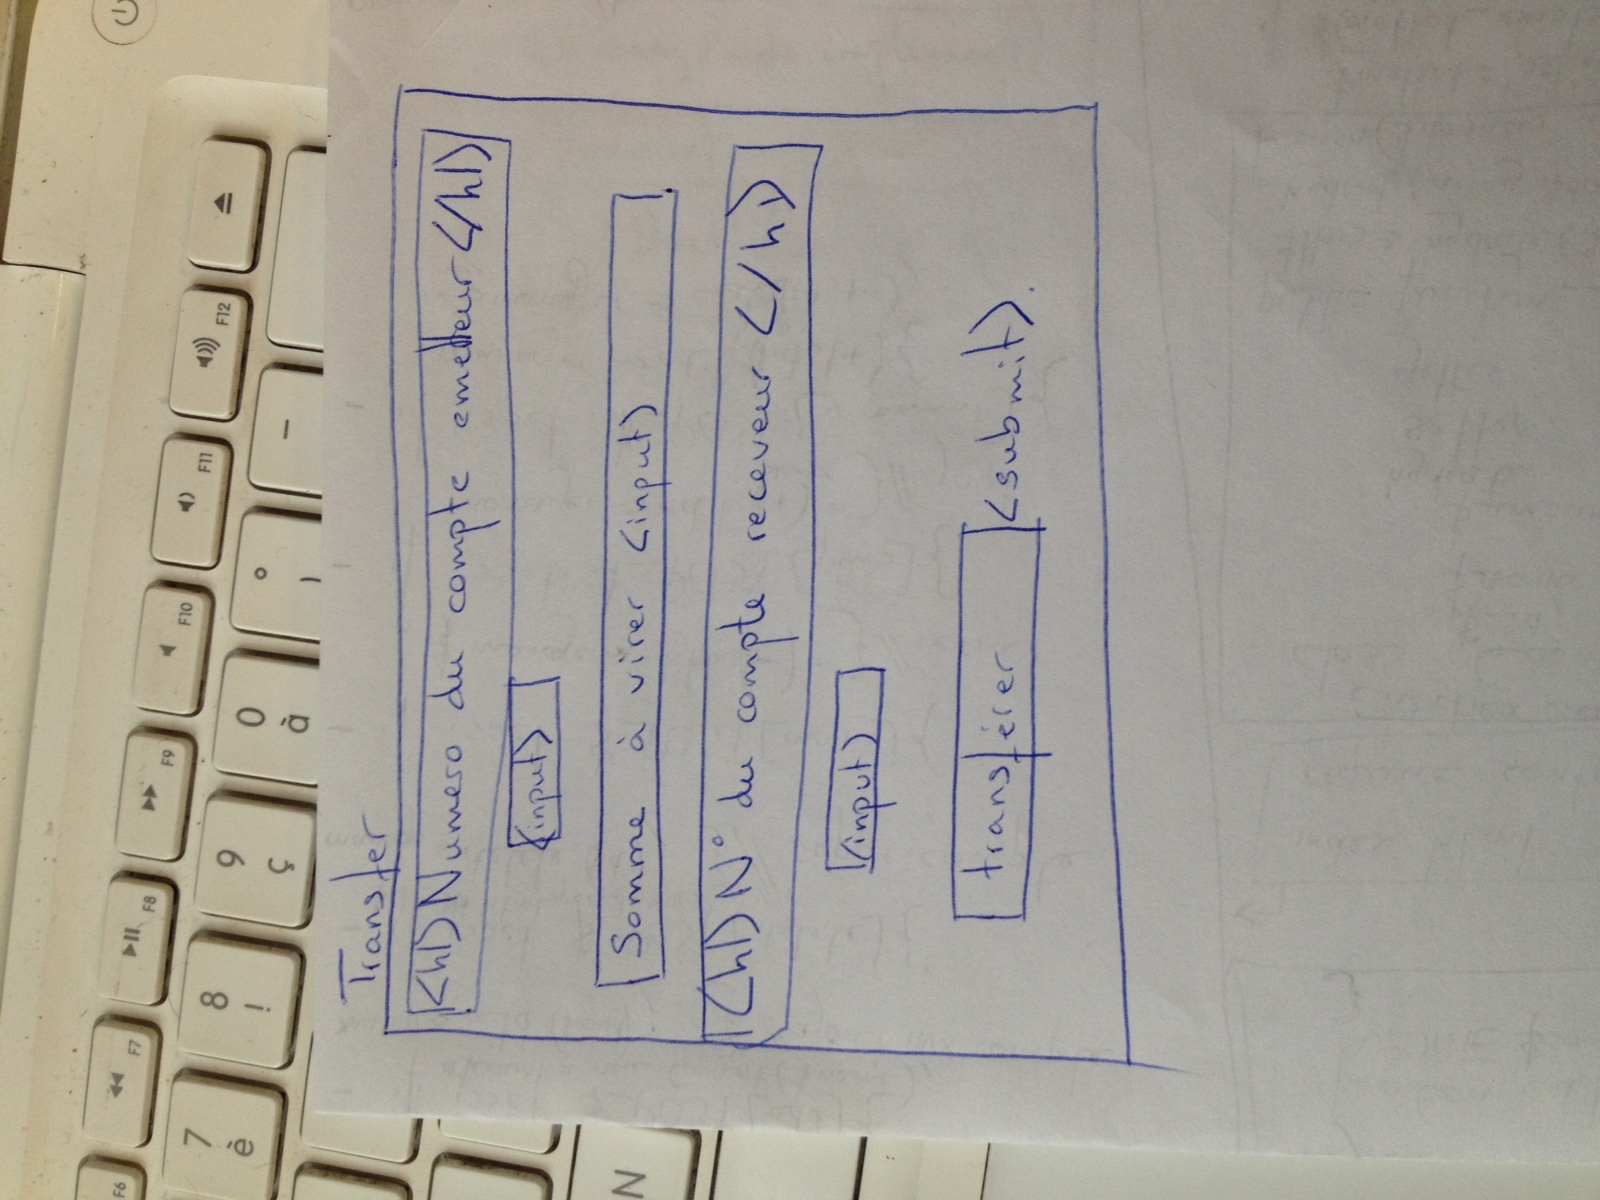 F6 F7 F8 F9 F10 F11 F12
7 8 9 0 °
è ! ç à ) -
N
Transfer
<h1> Numero du compte emetteur </h1>
<input>
Somme à virer <input>
<h1> N° du compte receveur </h1>
<input>
transférer <submit>.